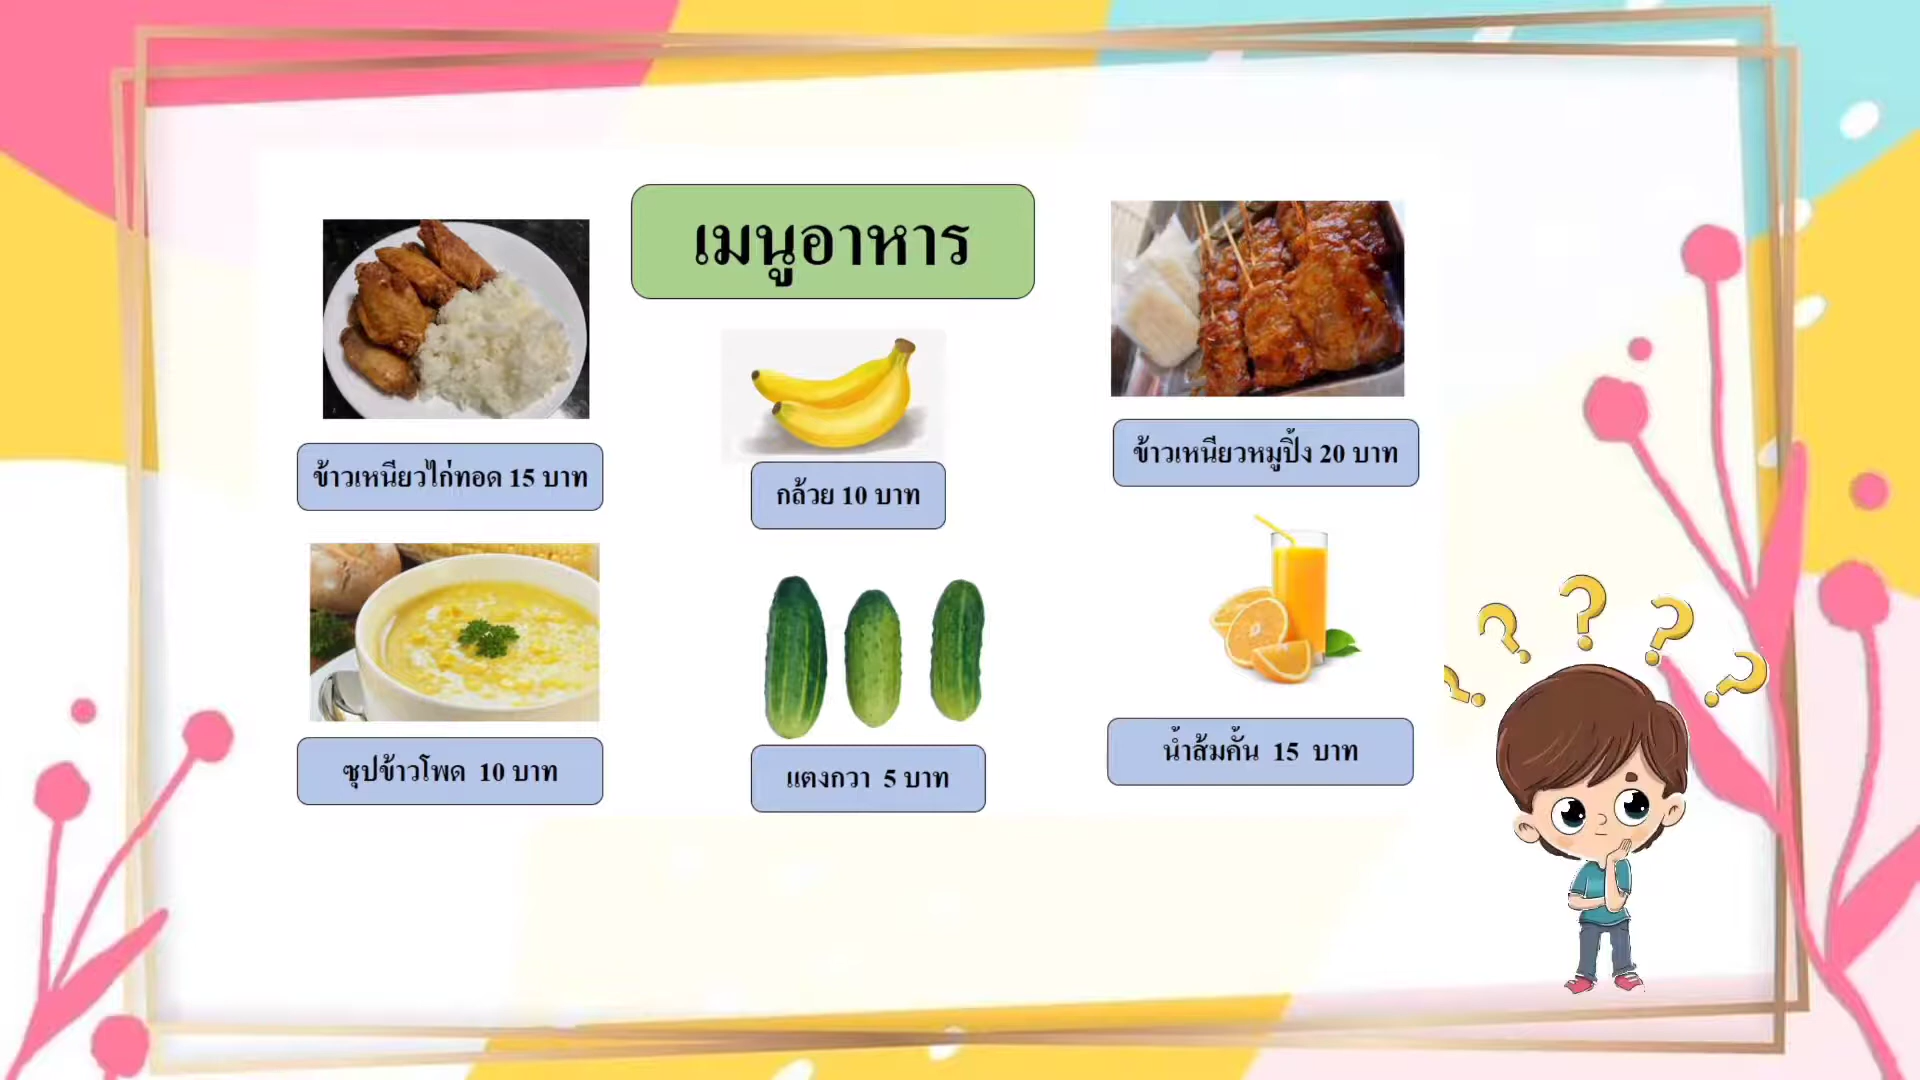 เมนูอาหาร
ข้าวเหนียวไก่ทอด 15 บาท
กล้วย 10 บาท
ข้าวเหนียวหมูปิ้ง 20 บาท
ซุปข้าวโพด 10 บาท
แตงกวา 5 บาท
น้ำส้มคั้น 15 บาท